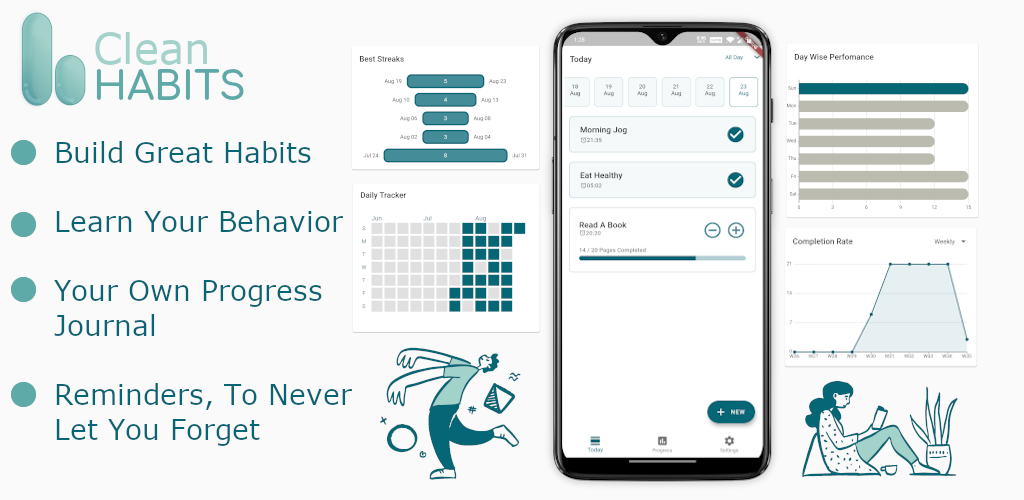 Clean
HABITS
Build Great Habits
Learn Your Behavior
Your Own Progress
Journal
Reminders, To Never
Let You Forget
Best Streaks
Aug 19 5 Aug 23
Aug 10 4 Aug 13
Aug 06 3 Aug 08
Aug 02 3 Aug 04
Jul 24 8 Jul 31
Daily Tracker
Jun Jul Aug
S
M
T
W
T
F
S
1:28
Today All Day
18 19 20 21 22 23
Aug Aug Aug Aug Aug Aug
Morning Jog
21:35
Eat Healthy
05:02
Read A Book
20:30
14 / 20 Pages Completed
+ NEW
Today Progress Settings
Day Wise Perfomance
Sun
Mon
Tue
Wed
Thu
Fri
Sat
0 3 6 9 12 15
Completion Rate Weekly
21
14
7
0
W26 W27 W28 W29 W30 W31 W32 W33 W34 W35